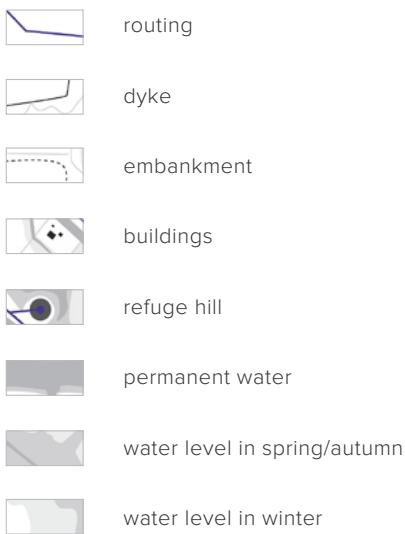 routing
dyke
embankment
buildings
refuge hill
permanent water
water level in spring/autumn
water level in winter